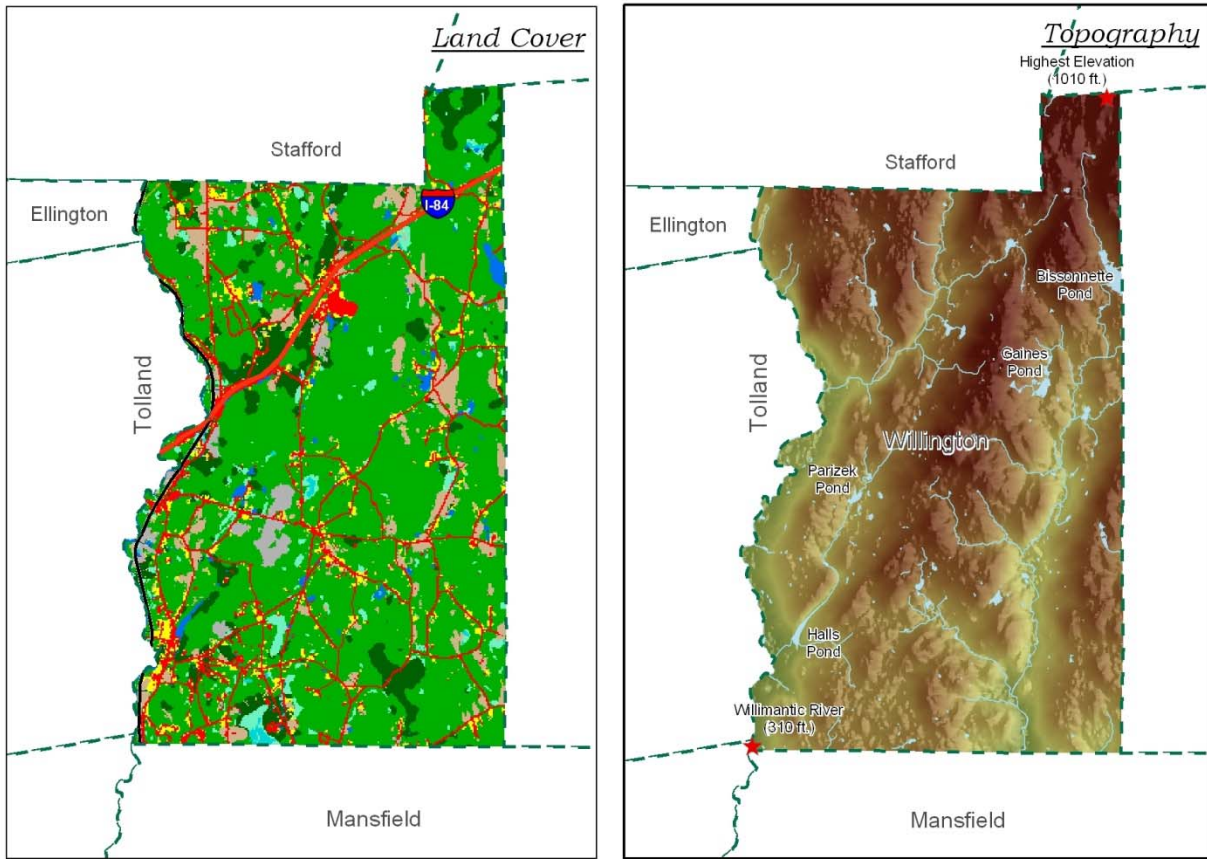 Land Cover
Stafford
I-84
Ellington
Tolland
Mansfield
Topography
Highest Elevation
(1010 ft.)
Stafford
Ellington
Bissonnette
Pond
Gaines
Pond
Tolland
Willington
Parizek
Pond
Halls
Pond
Willimantic River
(310 ft.)
Mansfield